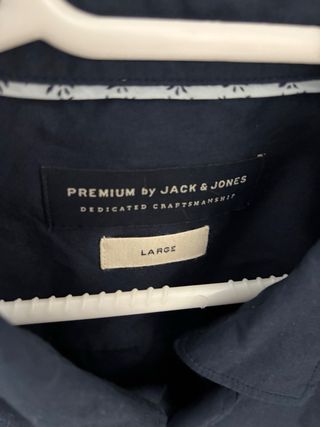 PREMIUM by JACK & JONES
DEDICATED CRAFTSMANSHIP
LARGE